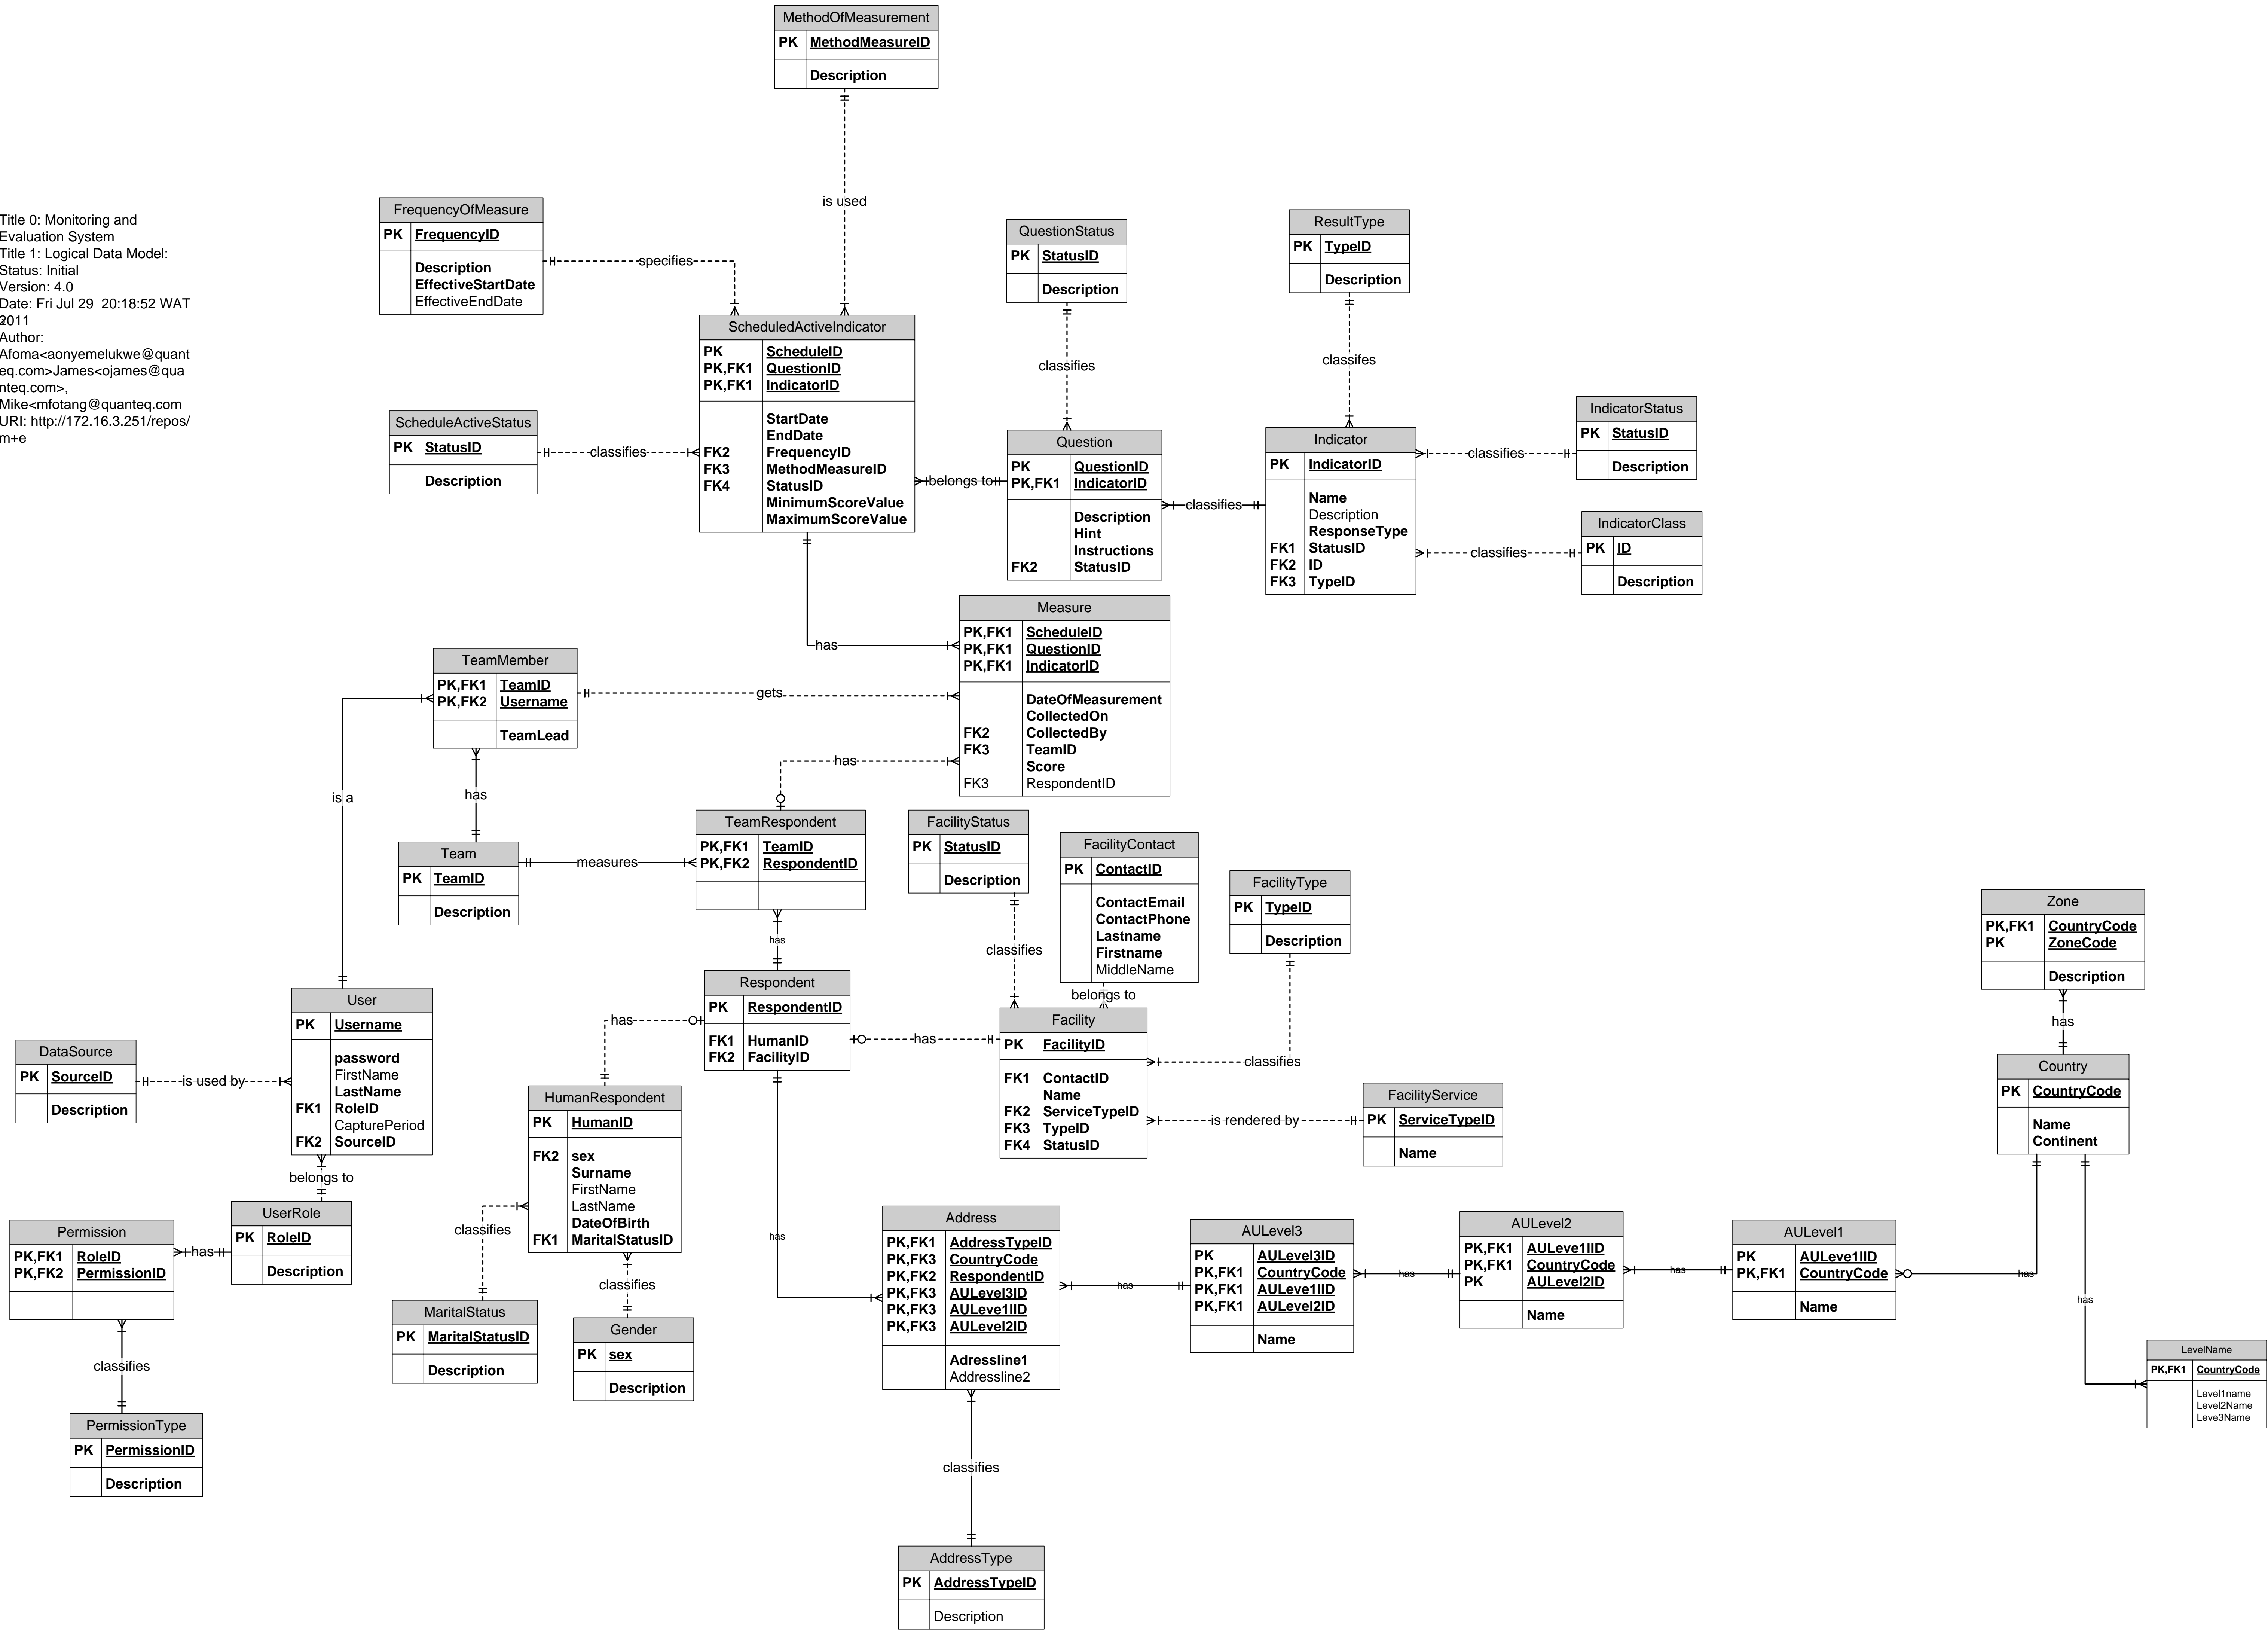 MethodOfMeasurement
PK MethodMeasureID
Description
is used
Title 0: Monitoring and
Evaluation System
Title 1: Logical Data Model:
Status: Initial
Version: 4.0
Date: Fri Jul 29  20:18:52 WAT
2011
Author:
Afoma<aonyemelukwe@quant
eq.com>James<ojames@qua
nteq.com>,
Mike<mfotang@quanteq.com
URI: http://172.16.3.251/repos/
m+e
FrequencyOfMeasure
PK FrequencyID
Description
EffectiveStartDate
EffectiveEndDate
specifies
ScheduledActiveIndicator
PK ScheduleID
PK,FK1 QuestionID
PK,FK1 IndicatorID
StartDate
EndDate
FK2 FrequencyID
FK3 MethodMeasureID
FK4 StatusID
MinimumScoreValue
MaximumScoreValue
ScheduleActiveStatus
PK StatusID
Description
classifies
QuestionStatus
PK StatusID
Description
classifies
Question
PK QuestionID
PK,FK1 IndicatorID
Description
Hint
Instructions
FK2 StatusID
belongs to
ResultType
PK TypeID
Description
classifes
Indicator
PK IndicatorID
Name
Description
ResponseType
FK1 StatusID
FK2 ID
FK3 TypeID
classifies
IndicatorStatus
PK StatusID
Description
classifies
IndicatorClass
PK ID
Description
classifies
Measure
PK,FK1 ScheduleID
PK,FK1 QuestionID
PK,FK1 IndicatorID
DateOfMeasurement
CollectedOn
FK2 CollectedBy
FK3 TeamID
Score
FK3 RespondentID
has
gets
has
TeamMember
PK,FK1 TeamID
PK,FK2 Username
TeamLead
is a
has
Team
PK TeamID
Description
measures
TeamRespondent
PK,FK1 TeamID
PK,FK2 RespondentID
has
FacilityStatus
PK StatusID
Description
classifies
FacilityContact
PK ContactID
ContactEmail
ContactPhone
Lastname
Firstname
MiddleName
belongs to
FacilityType
PK TypeID
Description
classifies
Zone
PK,FK1 CountryCode
PK ZoneCode
Description
has
User
PK Username
password
FirstName
LastName
FK1 RoleID
CapturePeriod
FK2 SourceID
DataSource
PK SourceID
Description
is used by
belongs to
Respondent
PK RespondentID
FK1 HumanID
FK2 FacilityID
has
has
Facility
PK FacilityID
FK1 ContactID
Name
FK2 ServiceTypeID
FK3 TypeID
FK4 StatusID
is rendered by
FacilityService
PK ServiceTypeID
Name
Country
PK CountryCode
Name
Continent
HumanRespondent
PK HumanID
FK2 sex
Surname
FirstName
LastName
DateOfBirth
FK1 MaritalStatusID
classifies
classifies
Permission
PK,FK1 RoleID
PK,FK2 PermissionID
has
UserRole
PK RoleID
Description
classifies
PermissionType
PK PermissionID
Description
MaritalStatus
PK MaritalStatusID
Description
Gender
PK sex
Description
has
Address
PK,FK1 AddressTypeID
PK,FK3 CountryCode
PK,FK2 RespondentID
PK,FK3 AULevel3ID
PK,FK3 AULeve1lID
PK,FK3 AULevel2ID
Adressline1
Addressline2
has
AULevel3
PK AULevel3ID
PK,FK1 CountryCode
PK,FK1 AULeve1lID
PK,FK1 AULevel2ID
Name
has
AULevel2
PK,FK1 AULeve1lID
PK,FK1 CountryCode
PK AULevel2ID
Name
has
AULevel1
PK AULeve1lID
PK,FK1 CountryCode
Name
has
has
LevelName
PK,FK1 CountryCode
Level1name
Level2Name
Leve3Name
classifies
AddressType
PK AddressTypeID
Description